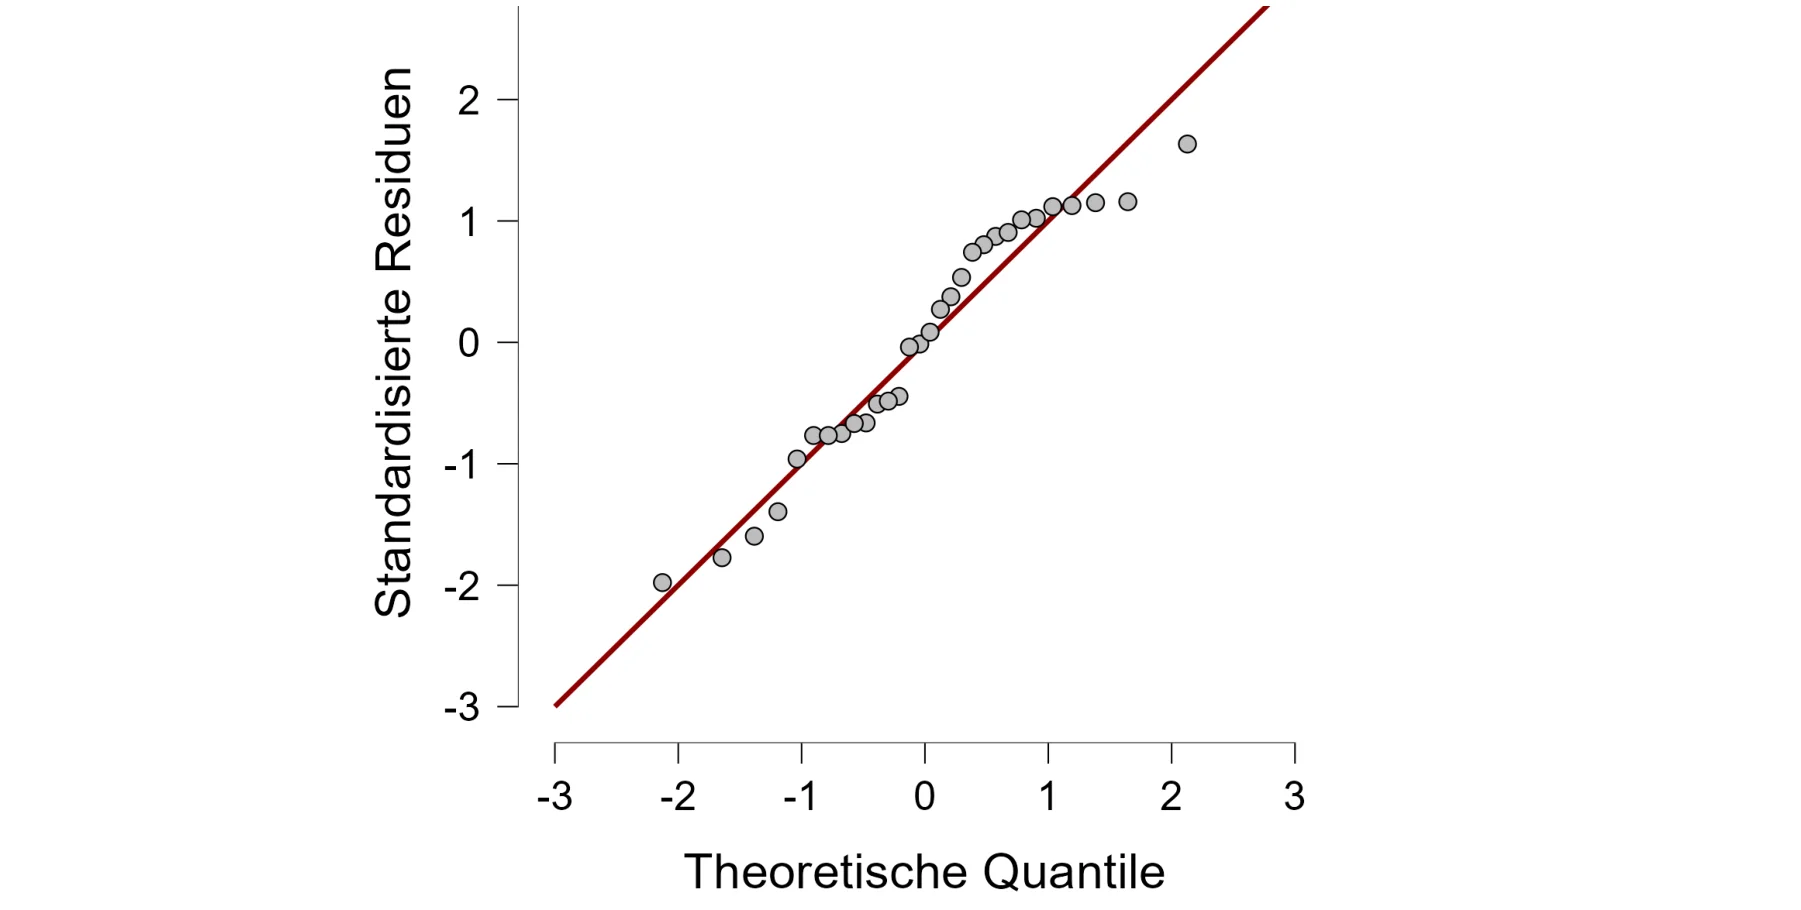 Standardisierte Residuen
2
1
0
-1
-2
-3
-3 -2 -1 0 1 2 3
Theoretische Quantile